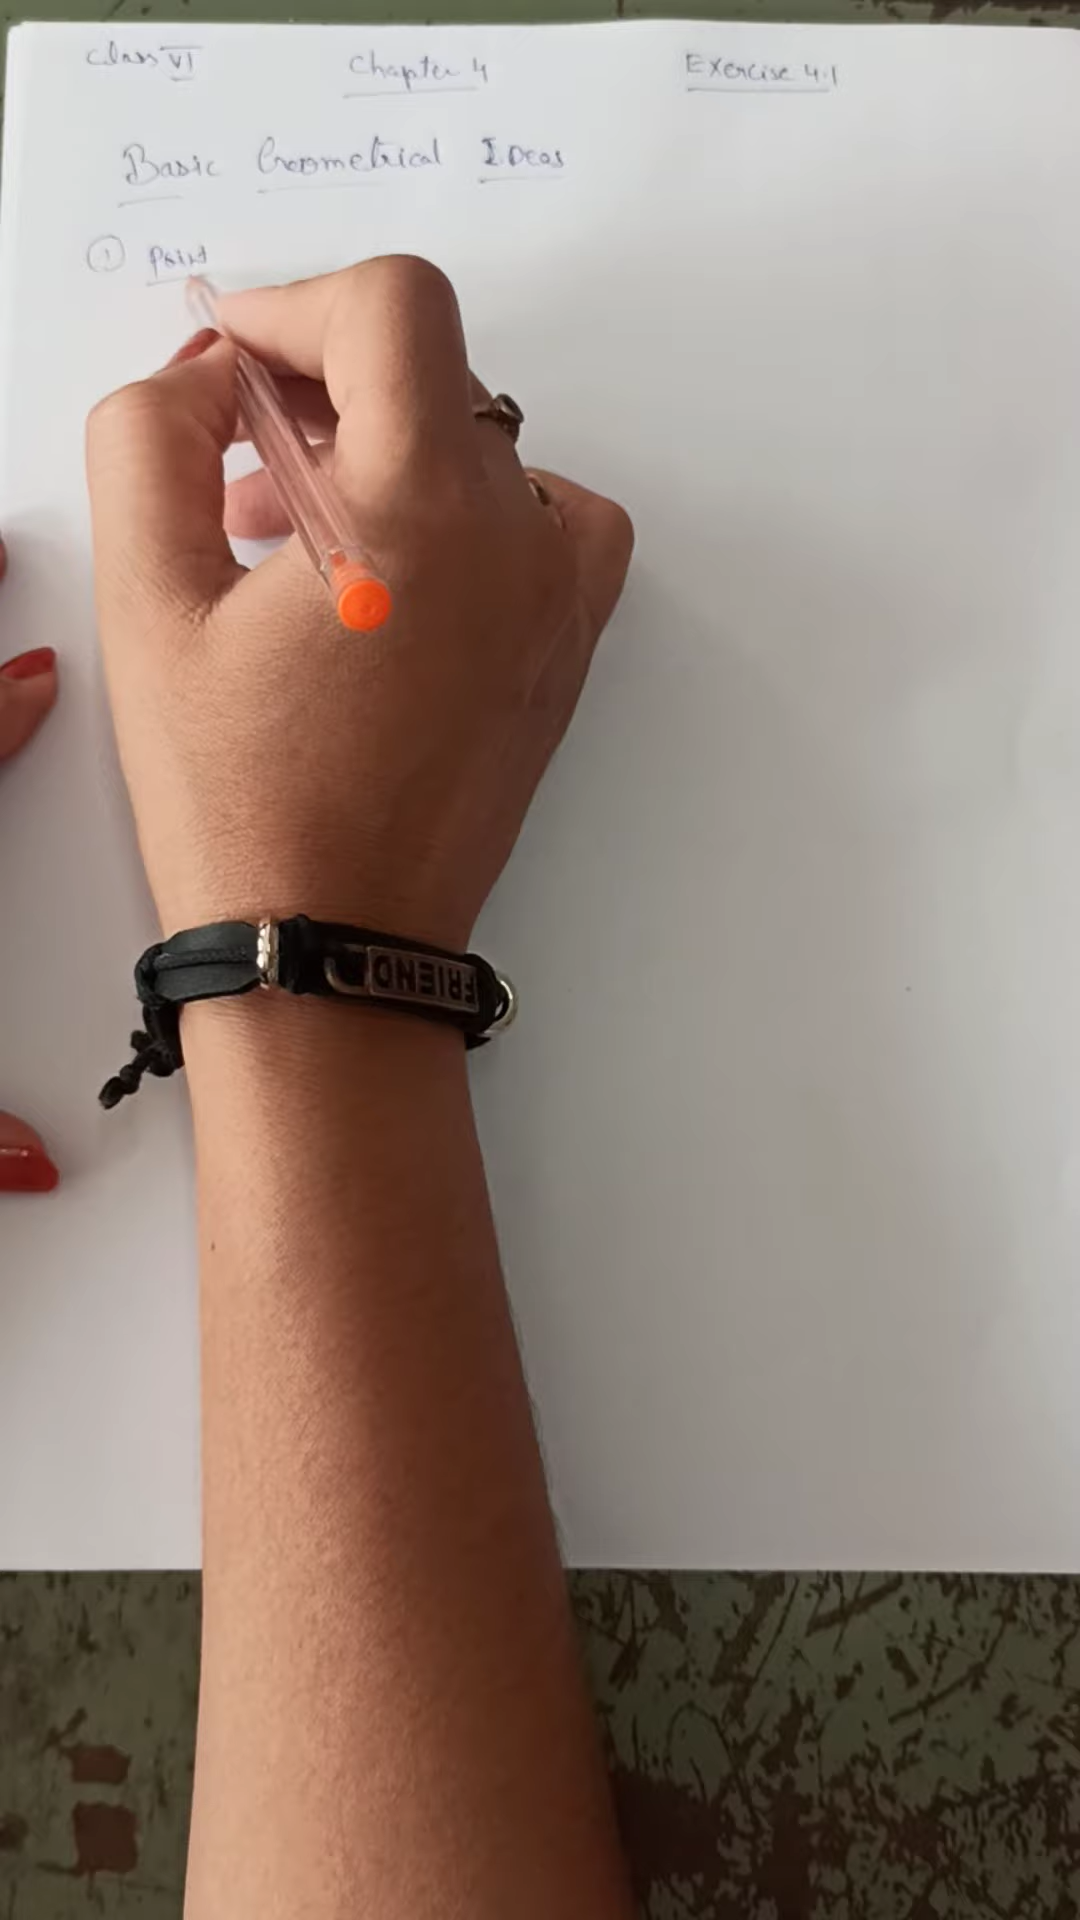 Class VI Chapter 4 Exercise 4.1
Basic Geometrical Ideas
① Point
FRIEND